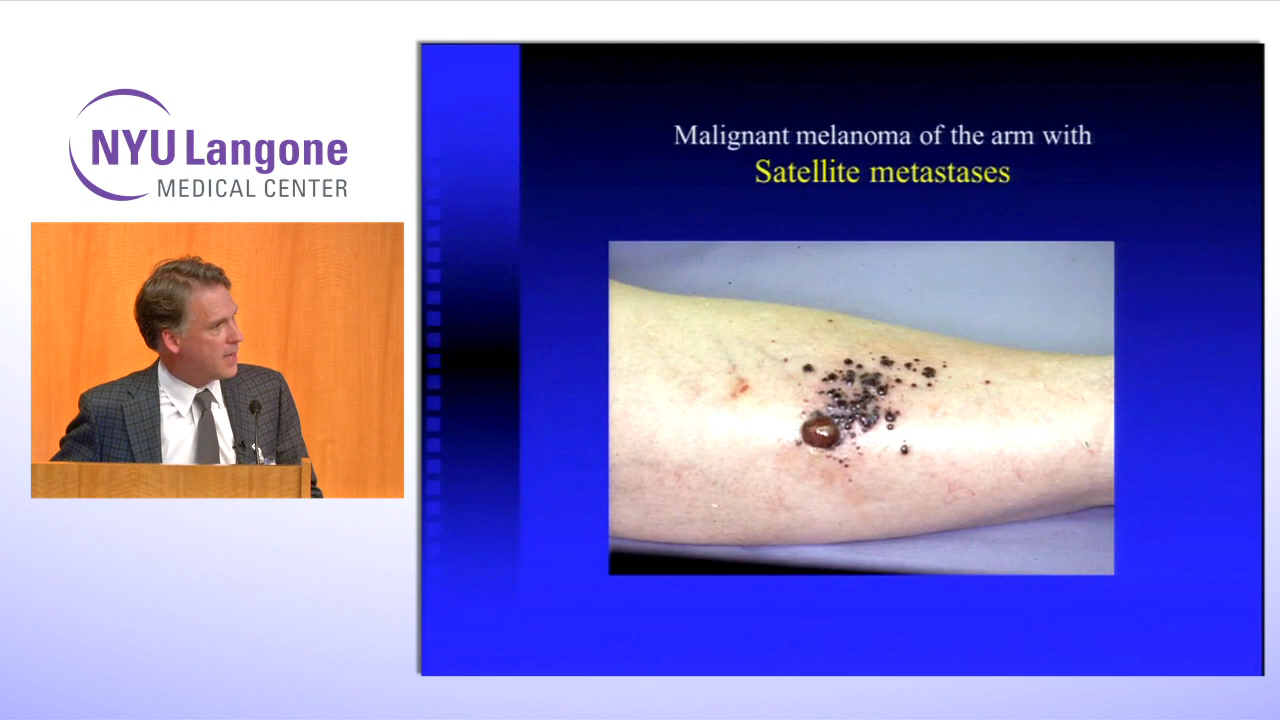 NYU Langone
MEDICAL CENTER
Malignant melanoma of the arm with
Satellite metastases